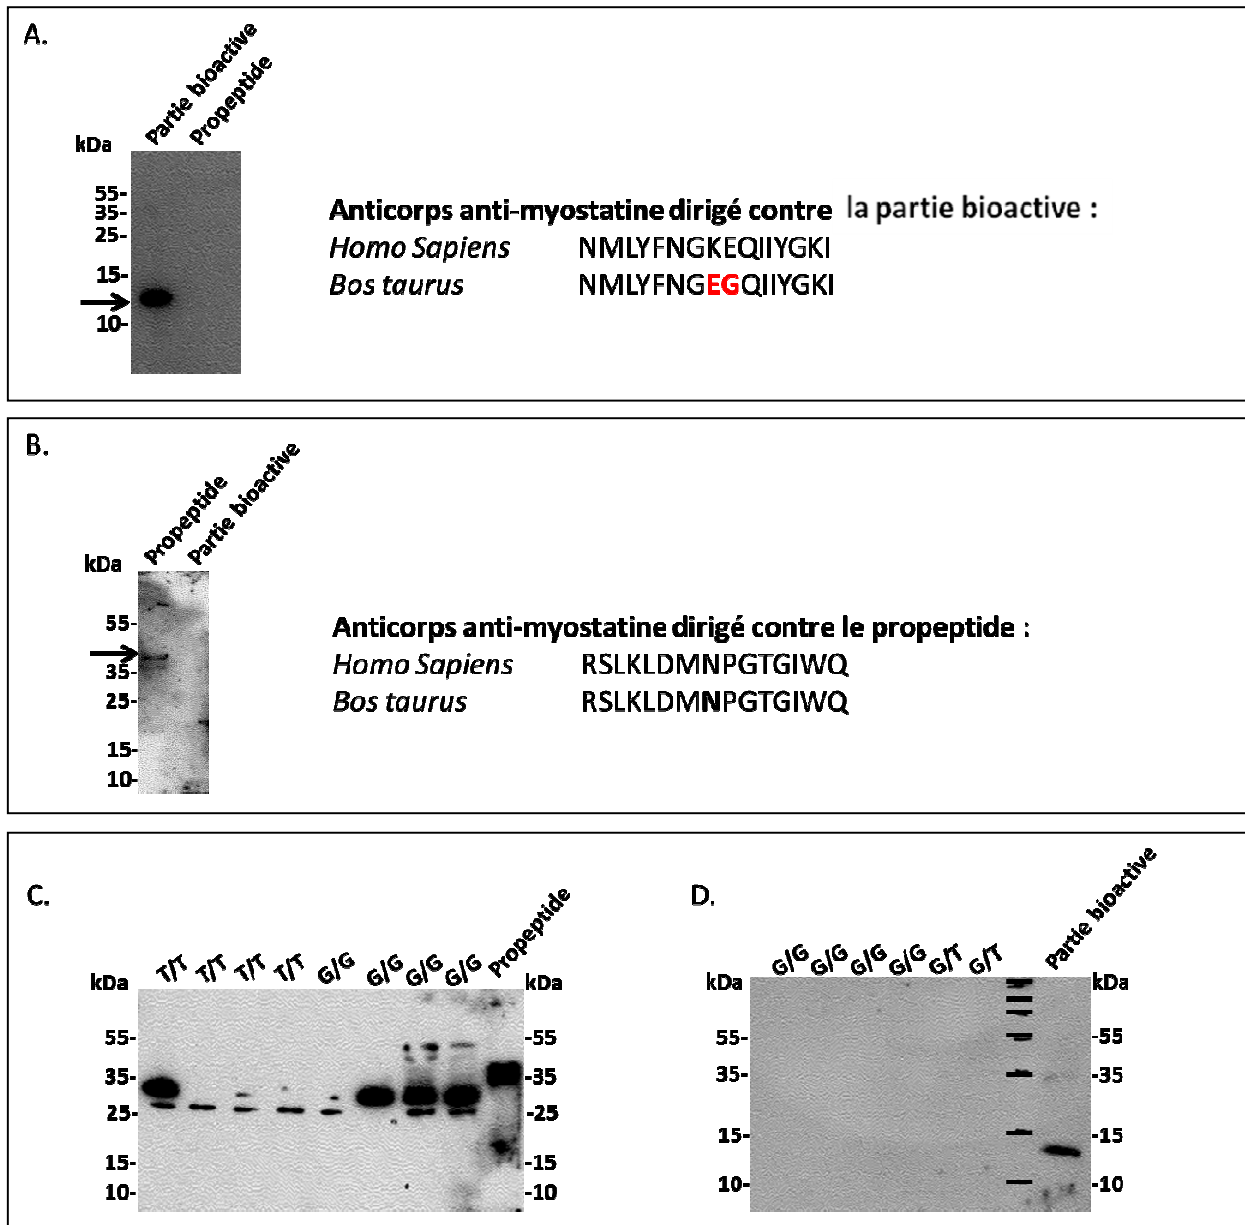 A.
Partie bioactive
Propeptide
kDa
55-
35-
25-
15-
10-
Anticorps anti-myostatine dirigé contre la partie bioactive :
Homo Sapiens NMLYFNGKEQIIYGKI
Bos taurus NMLYFNGEGQIIYGKI
B.
Propeptide
Partie bioactive
kDa
55-
35-
25-
15-
10-
Anticorps anti-myostatine dirigé contre le propeptide :
Homo Sapiens RSLKLDMNPGTGIWQ
Bos taurus RSLKLDMNPGTGIWQ
C.
T/T T/T T/T T/T G/G G/G G/G G/G Propeptide
kDa kDa
55- -55
35- -35
25- -25
15- -15
10- -10
D.
G/G G/G G/G G/G G/T G/T Partie bioactive
kDa kDa
55- -55
35- -35
15- -15
10- -10